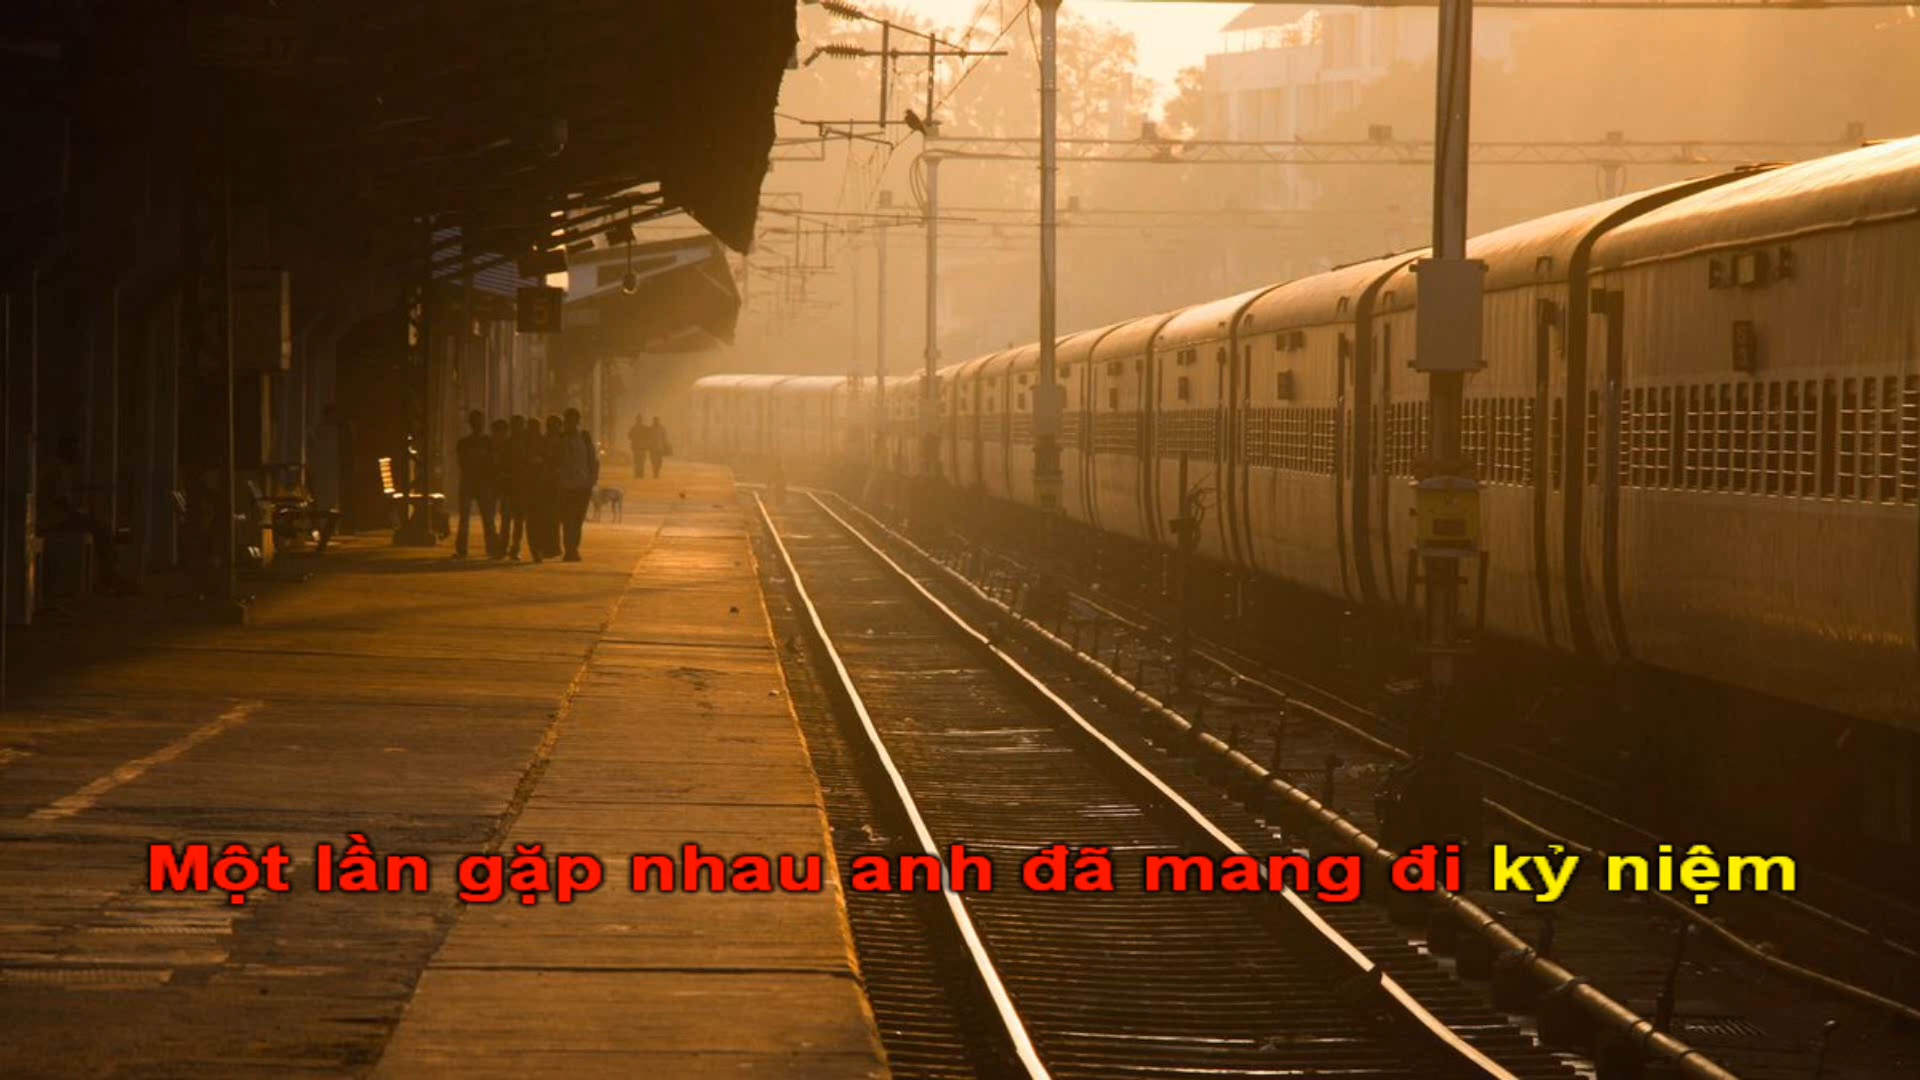 Một lần gặp nhau anh đã mang đi kỷ niệm